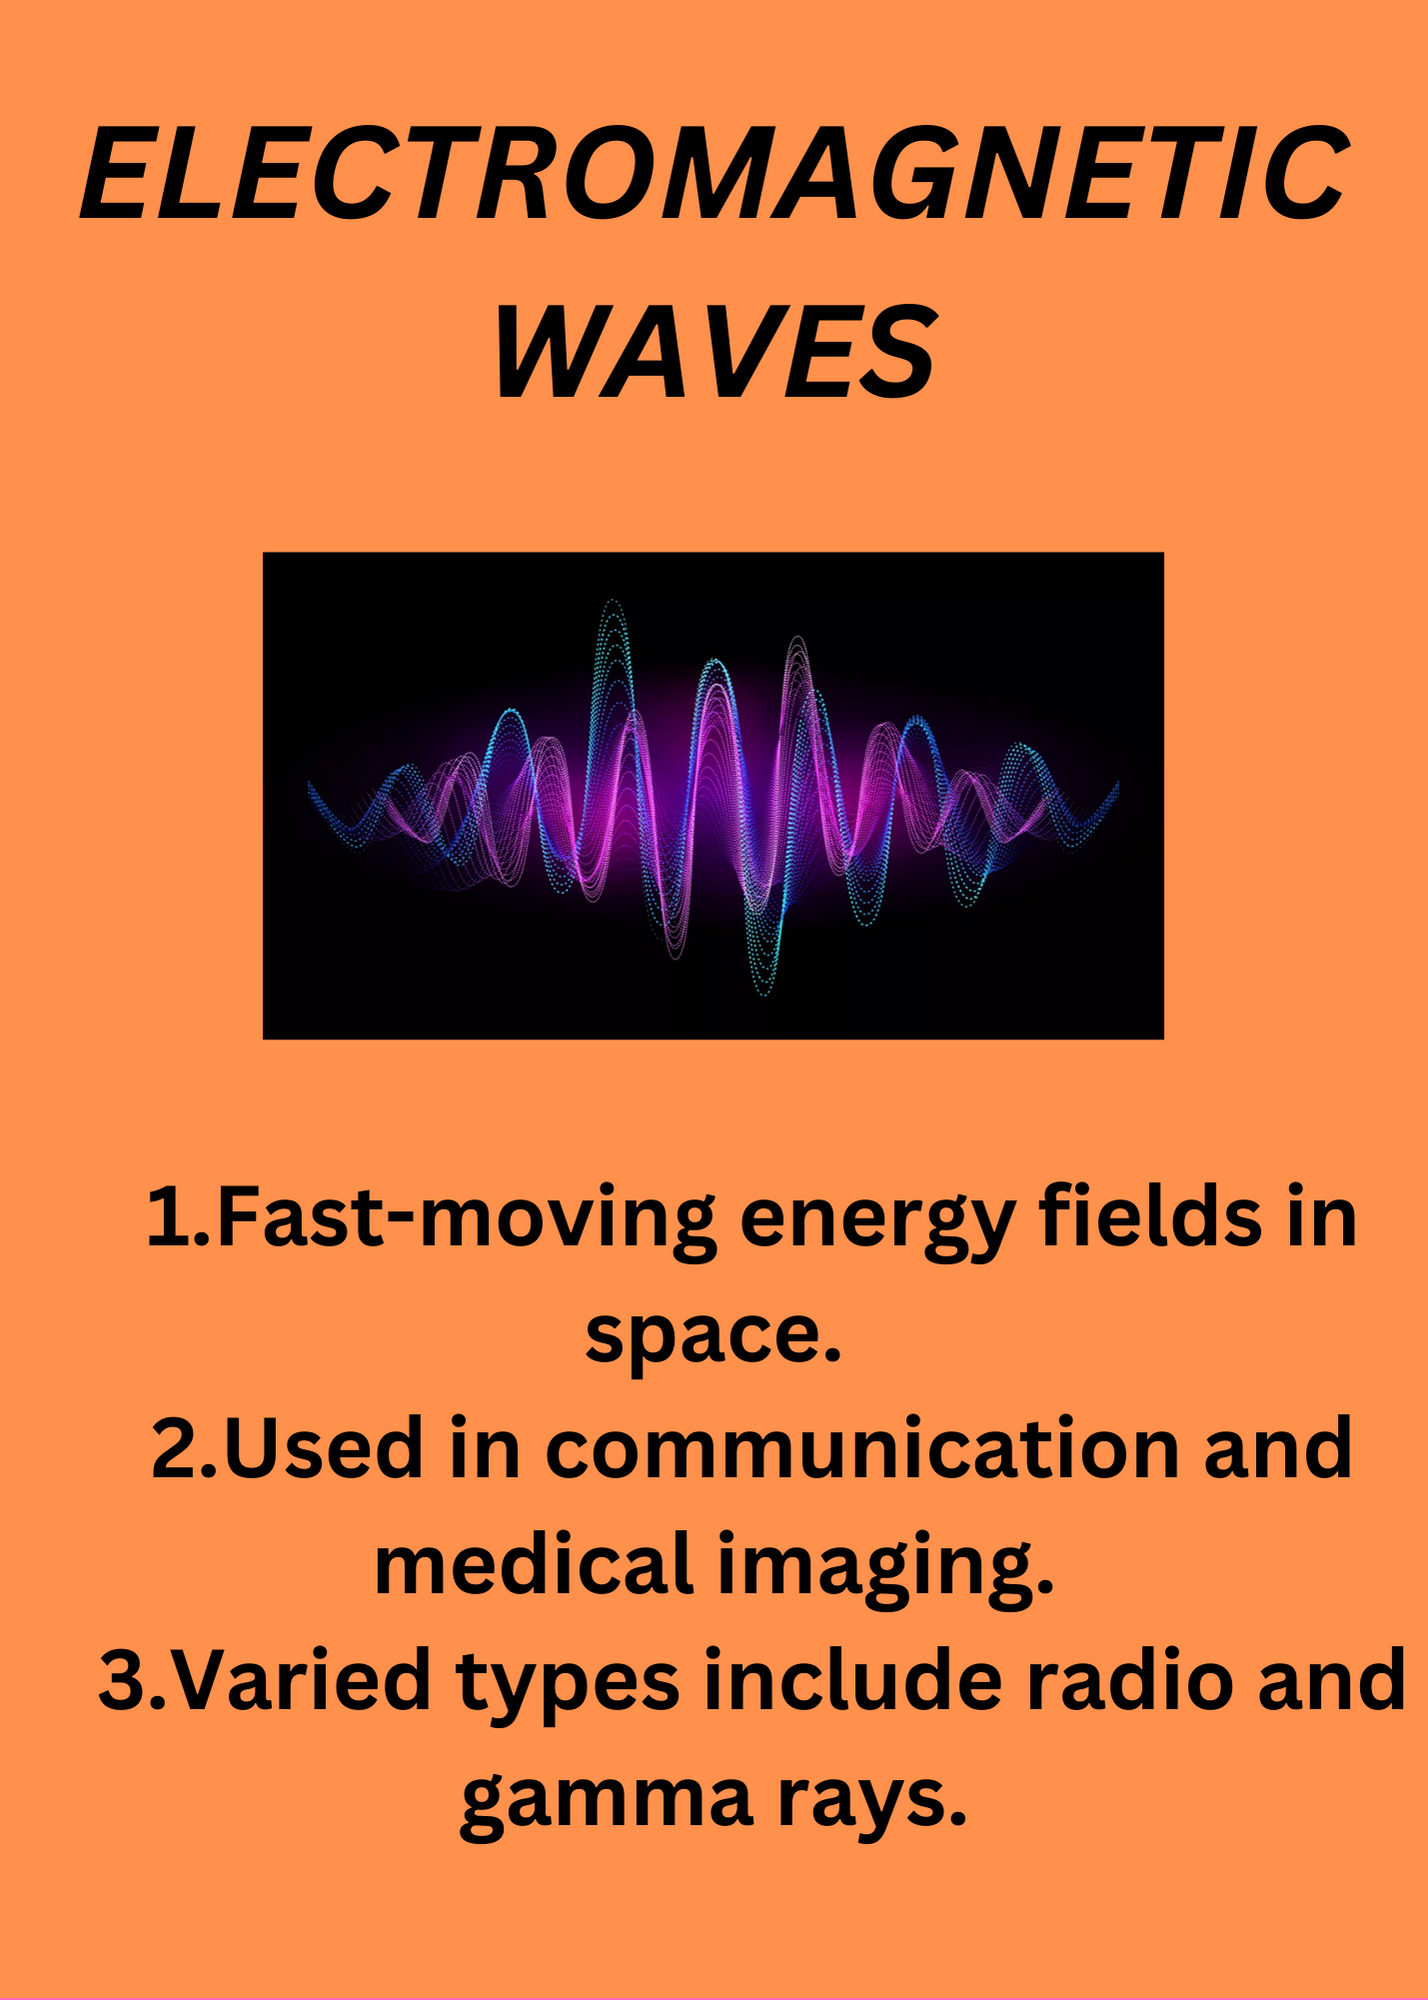 ELECTROMAGNETIC
WAVES
1.Fast-moving energy fields in
space.
2.Used in communication and
medical imaging.
3.Varied types include radio and
gamma rays.